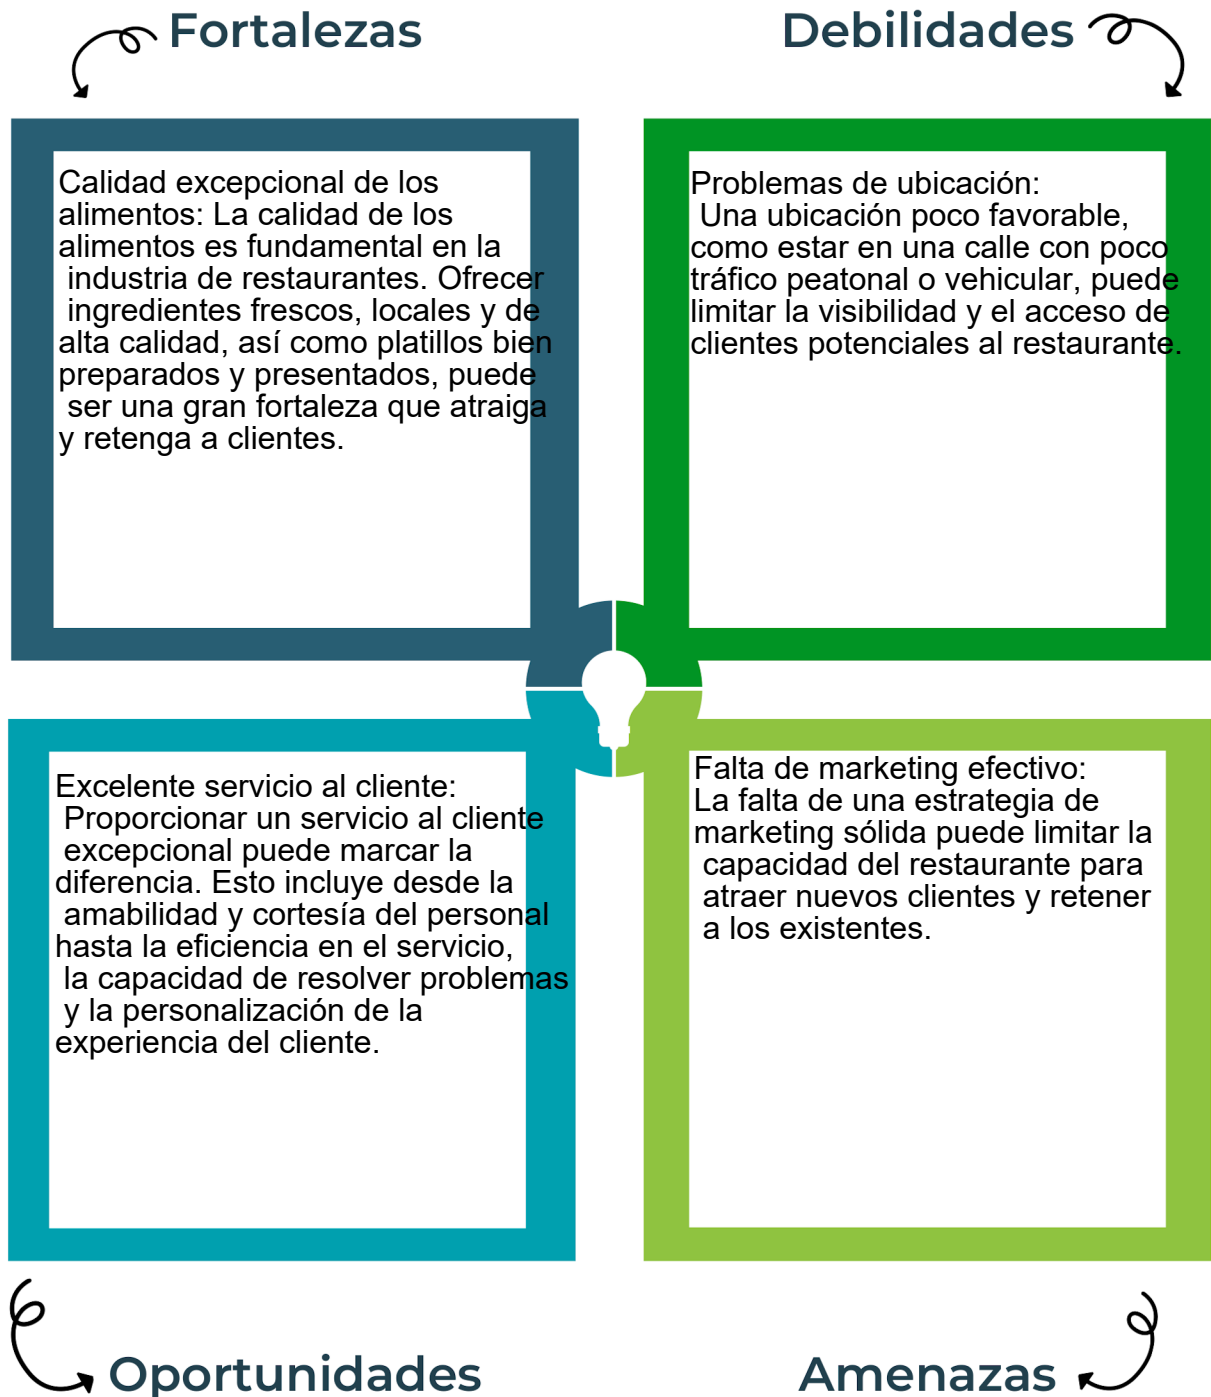 Fortalezas
Debilidades
Calidad excepcional de los
alimentos: La calidad de los
alimentos es fundamental en la
industria de restaurantes. Ofrecer
ingredientes frescos, locales y de
alta calidad, así como platillos bien
preparados y presentados, puede
ser una gran fortaleza que atraiga
y retenga a clientes.
Problemas de ubicación:
Una ubicación poco favorable,
como estar en una calle con poco
tráfico peatonal o vehicular, puede
limitar la visibilidad y el acceso de
clientes potenciales al restaurante.
Excelente servicio al cliente:
Proporcionar un servicio al cliente
excepcional puede marcar la
diferencia. Esto incluye desde la
amabilidad y cortesía del personal
hasta la eficiencia en el servicio,
la capacidad de resolver problemas
y la personalización de la
experiencia del cliente.
Falta de marketing efectivo:
La falta de una estrategia de
marketing sólida puede limitar la
capacidad del restaurante para
atraer nuevos clientes y retener
a los existentes.
Oportunidades
Amenazas